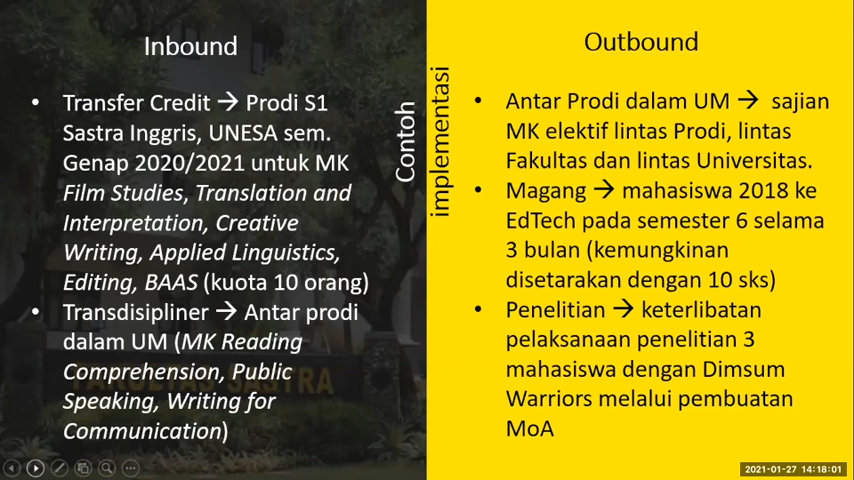 Inbound
• Transfer Credit → Prodi S1
Sastra Inggris, UNESA sem.
Genap 2020/2021 untuk MK
Film Studies, Translation and
Interpretation, Creative
Writing, Applied Linguistics,
Editing, BAAS (kuota 10 orang)
• Transdisipliner → Antar prodi
dalam UM (MK Reading
Comprehension, Public
Speaking, Writing for
Communication)
Contoh
implementasi
Outbound
• Antar Prodi dalam UM → sajian
MK elektif lintas Prodi, lintas
Fakultas dan lintas Universitas.
• Magang → mahasiswa 2018 ke
EdTech pada semester 6 selama
3 bulan (kemungkinan
disetarakan dengan 10 sks)
• Penelitian → keterlibatan
pelaksanaan penelitian 3
mahasiswa dengan Dimsum
Warriors melalui pembuatan
MoA
FAKULTAS SASTRA
2021-01-27 14:18:01